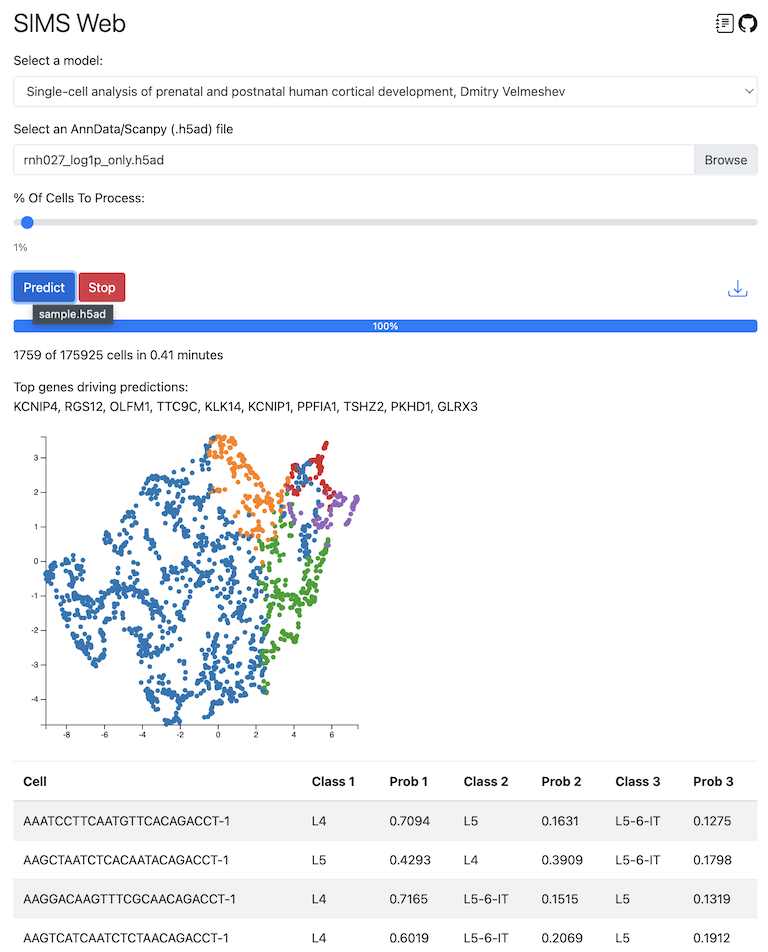 SIMS Web
Select a model:
Single-cell analysis of prenatal and postnatal human cortical development, Dmitry Velmeshev
Select an AnnData/Scanpy (.h5ad) file
rnh027_log1p_only.h5ad Browse
% Of Cells To Process:
1%
Predict Stop
sample.h5ad
100%
1759 of 175925 cells in 0.41 minutes
Top genes driving predictions:
KCNIP4, RGS12, OLFM1, TTC9C, KLK14, KCNIP1, PPFIA1, TSHZ2, PKHD1, GLRX3
3
2
1
0
-1
-2
-3
-4
-8 -6 -4 -2 0 2 4 6
Cell Class 1 Prob 1 Class 2 Prob 2 Class 3 Prob 3
AAATCCTTCAATGTTCACAGACCT-1 L4 0.7094 L5 0.1631 L5-6-IT 0.1275
AAGCTAATCTCACAATACAGACCT-1 L5 0.4293 L4 0.3909 L5-6-IT 0.1798
AAGGACAAGTTTCGCAACAGACCT-1 L4 0.7165 L5-6-IT 0.1515 L5 0.1319
AAGTCATCAATCTCTAACAGACCT-1 L4 0.6019 L5-6-IT 0.2069 L5 0.1912